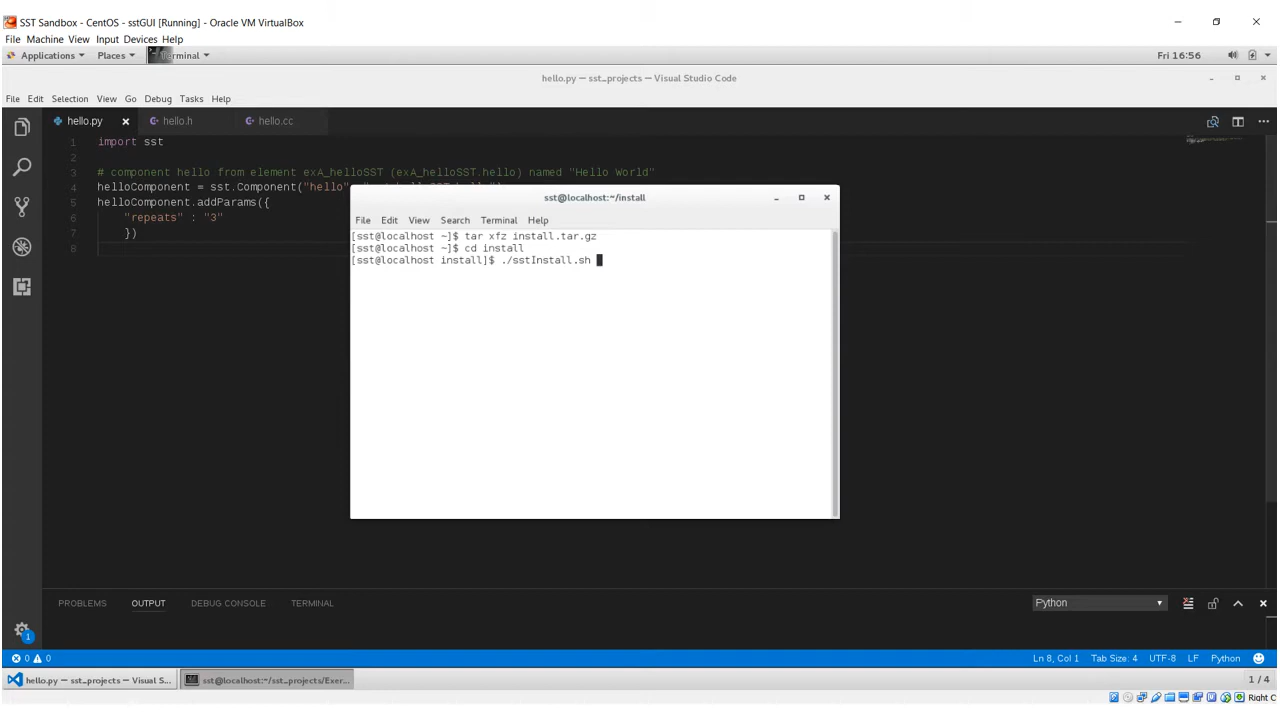 SST Sandbox - CentOS - sstGUI [Running] - Oracle VM VirtualBox
File Machine View Input Devices Help
Applications Places Terminal Fri 16:56
hello.py — sst_projects — Visual Studio Code
File Edit Selection View Go Debug Tasks Help
hello.py hello.h hello.cc
1 import sst
2
3 # component hello from element exA_helloSST (exA_helloSST.hello) named "Hello World"
4 helloComponent = sst.Component("hello"
5 helloComponent.addParams({
6 "repeats" : "3"
7 })
8
sst@localhost:~/install
File Edit View Search Terminal Help
[sst@localhost ~]$ tar xfz install.tar.gz
[sst@localhost ~]$ cd install
[sst@localhost install]$ ./sstInstall.sh
PROBLEMS OUTPUT DEBUG CONSOLE TERMINAL Python
1 0 0 Ln 8, Col 1 Tab Size: 4 UTF-8 LF Python
hello.py — sst_projects — Visual S... sst@localhost:~/sst_projects/Exer... 1 / 4
Right C